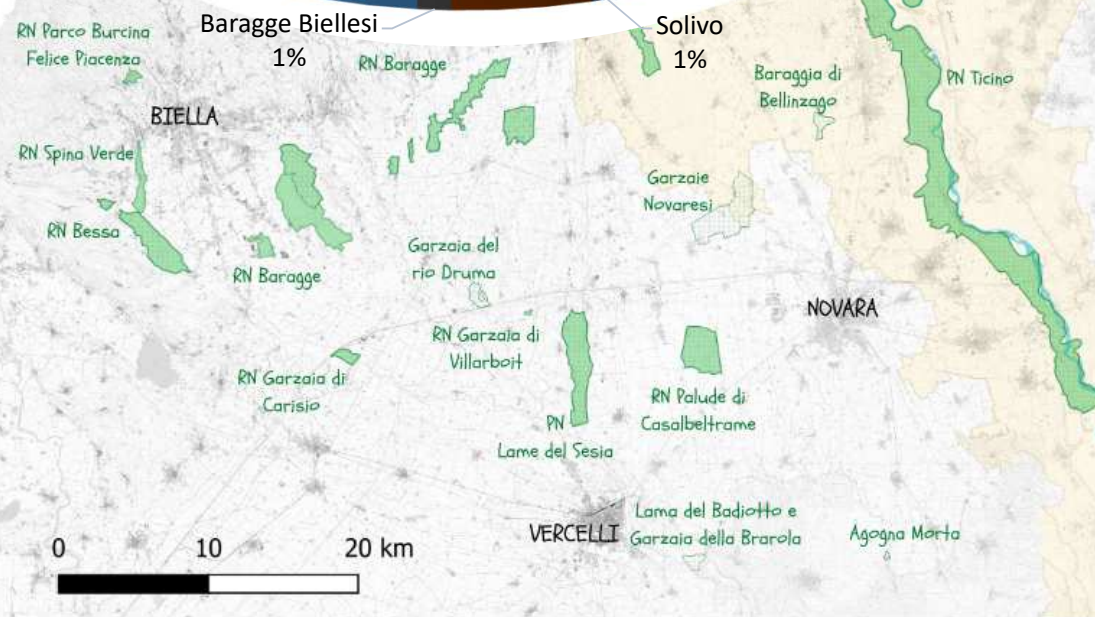 Baragge Biellesi
1%
Solivo
1%
RN Parco Burcina
Felice Piacenza
RN Baragge
Baraggia di
Bellinzago
PN Ticino
BIELLA
RN Spina Verde
Garzaie
Novaresi
RN Bessa
RN Baragge
Garzaia del
rio Druma
NOVARA
RN Garzaia di
Villarboit
RN Garzaia di
Carisio
RN Palude di
Casalbeltrame
PN
Lame del Sesia
VERCELLI
Lama del Badiotto e
Garzaia della Brarola
Agogna Morta
0 10 20 km